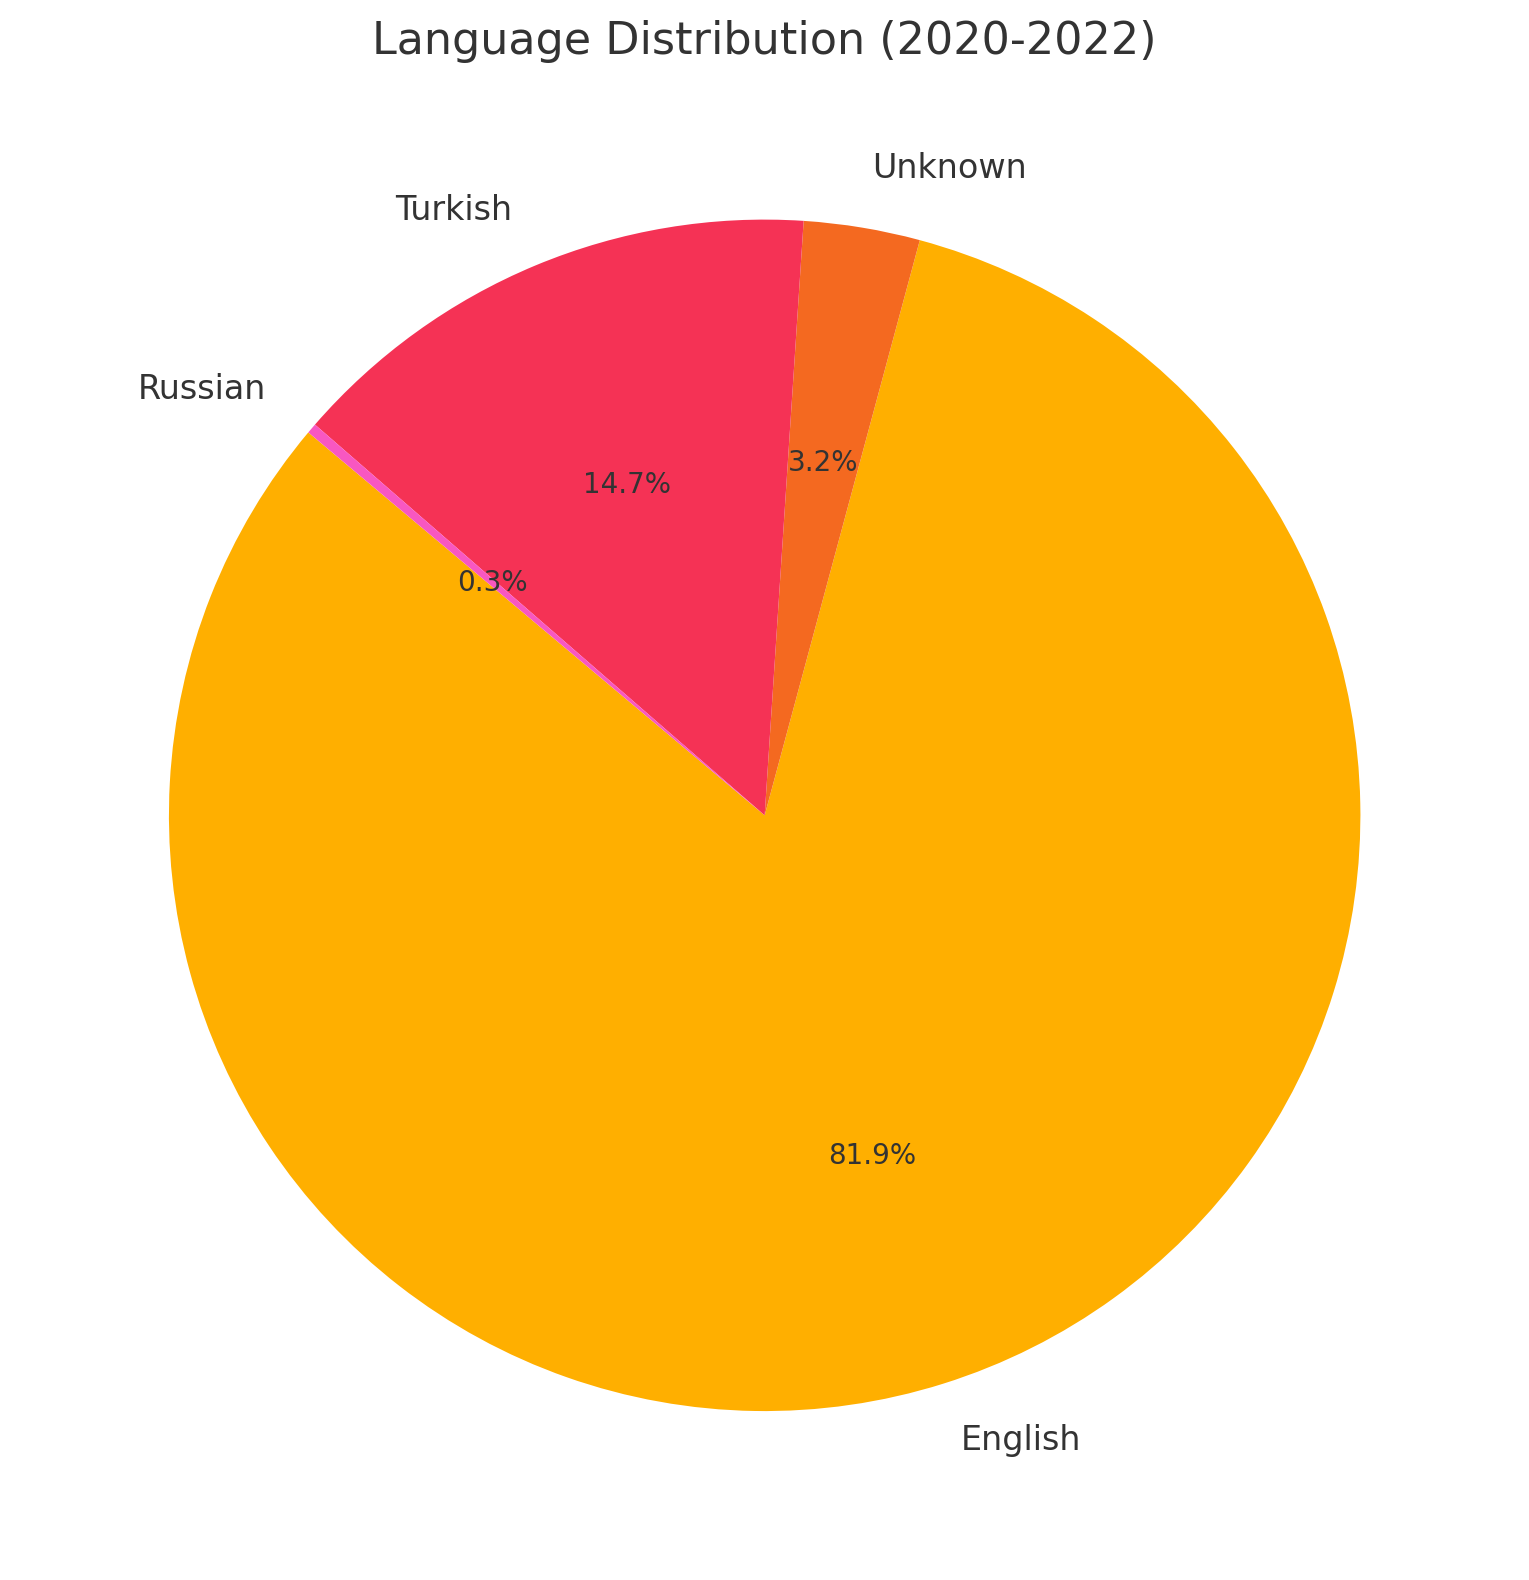 Language Distribution (2020-2022)
Unknown
Turkish
Russian
3.2%
14.7%
0.3%
81.9%
English